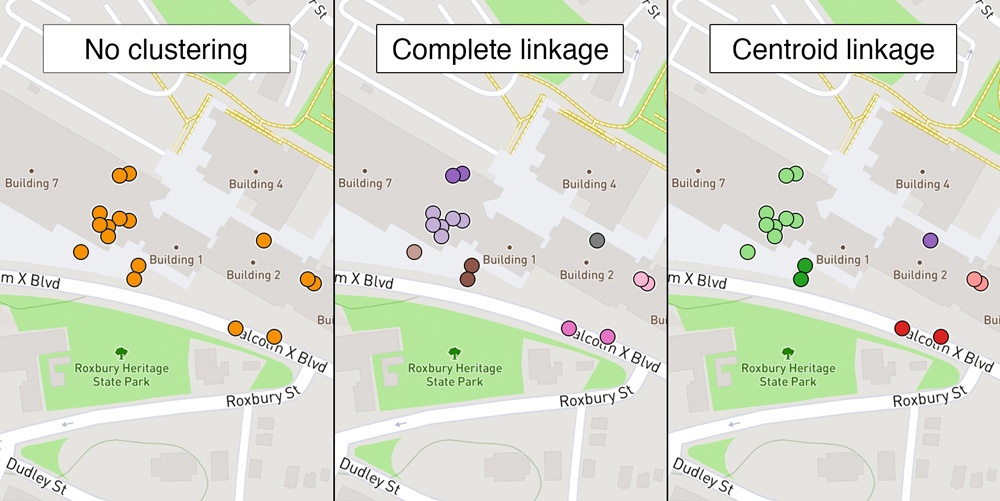 No clustering
r St
Building 7
Building 4
Building 1
Building 2
m X Blvd
Bui
alcolm X Blvd
Roxbury Heritage
State Park
Roxbury St
Dudley St
Complete linkage
r St
Building 7
Building 4
Building 1
Building 2
m X Blvd
Bui
alcolm X Blvd
Roxbury Heritage
State Park
Roxbury St
Dudley St
Centroid linkage
r St
Building 7
Building 4
Building 1
Building 2
m X Blvd
Bui
alcolm X Blvd
Roxbury Heritage
State Park
Roxbury St
Dudley St